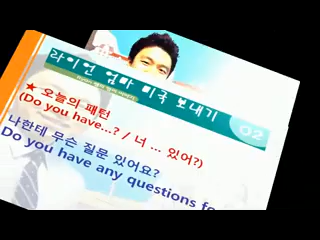 라이언 엄마 미국 보내기
02
★ 오늘의 패턴
(Do you have...? / 너 ... 있어?)
나한테 무슨 질문 있어요?
Do you have any questions fo